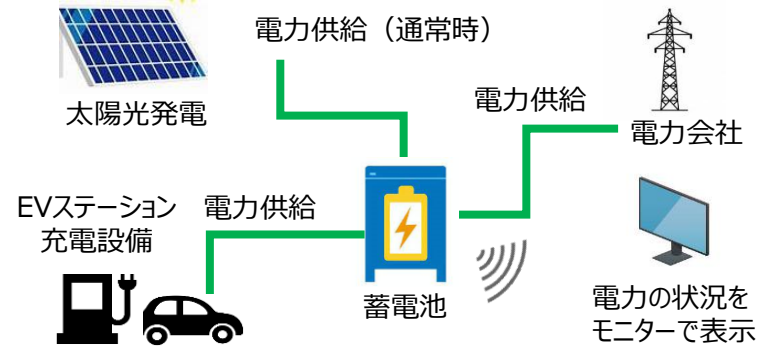 電力供給（通常時）
太陽光発電
電力供給
電力会社
EVステーション
充電設備
電力供給
蓄電池
電力の状況を
モニターで表示